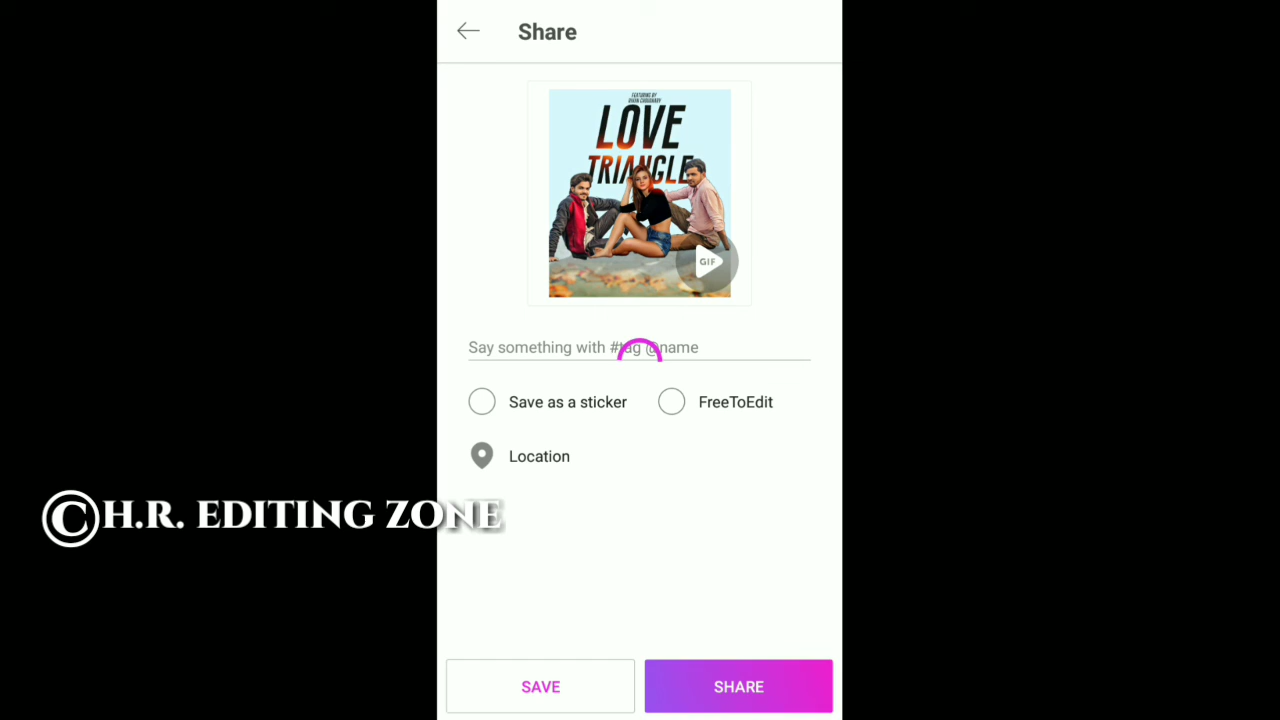 Share
FEATURING BY
LOVE
TRIANGLE
GIF
Say something with #tag @name
Save as a sticker
FreeToEdit
Location
©H.R. EDITING ZONE
SAVE
SHARE